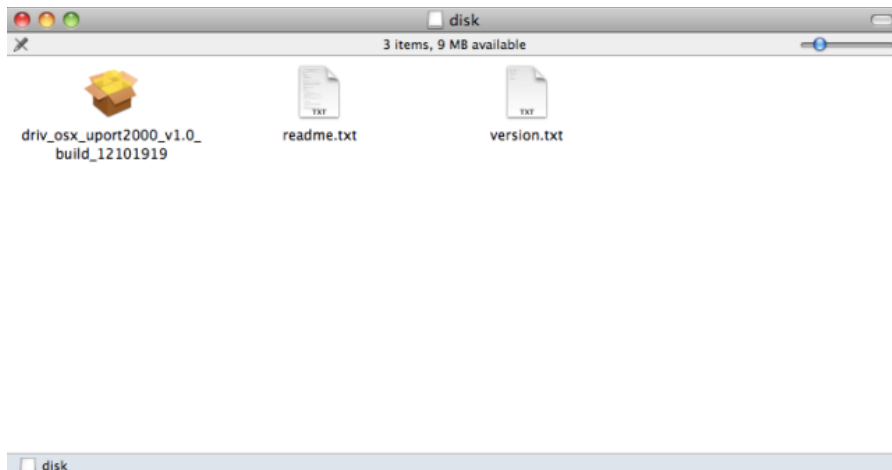 disk
3 items, 9 MB available
TXT
TXT
driv_osx_uport2000_v1.0_
build_12101919
readme.txt
version.txt
disk